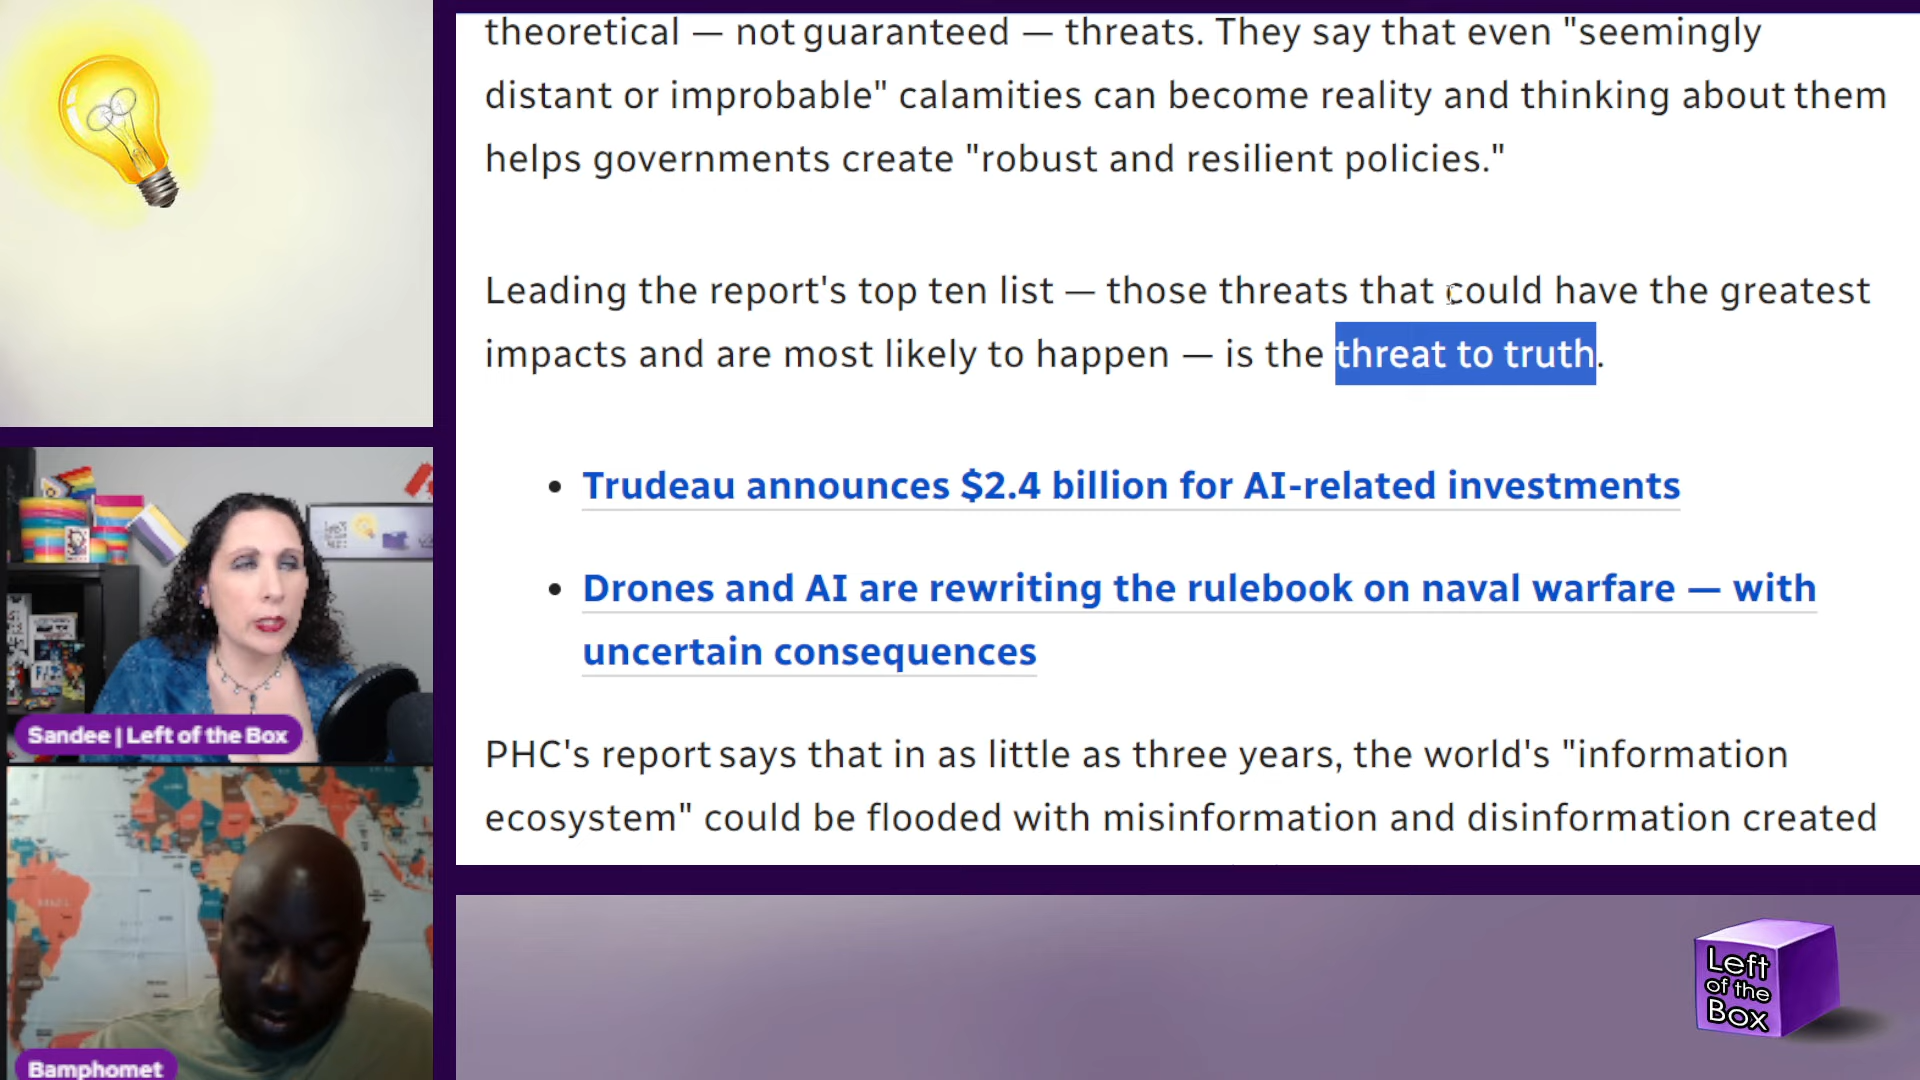 theoretical — not guaranteed — threats. They say that even "seemingly
distant or improbable" calamities can become reality and thinking about them
helps governments create "robust and resilient policies."
Leading the report's top ten list — those threats that could have the greatest
impacts and are most likely to happen — is the threat to truth.
• Trudeau announces $2.4 billion for AI-related investments
• Drones and AI are rewriting the rulebook on naval warfare — with
uncertain consequences
PHC's report says that in as little as three years, the world's "information
ecosystem" could be flooded with misinformation and disinformation created
Sandee | Left of the Box
Bamphomet
Left
of the
Box